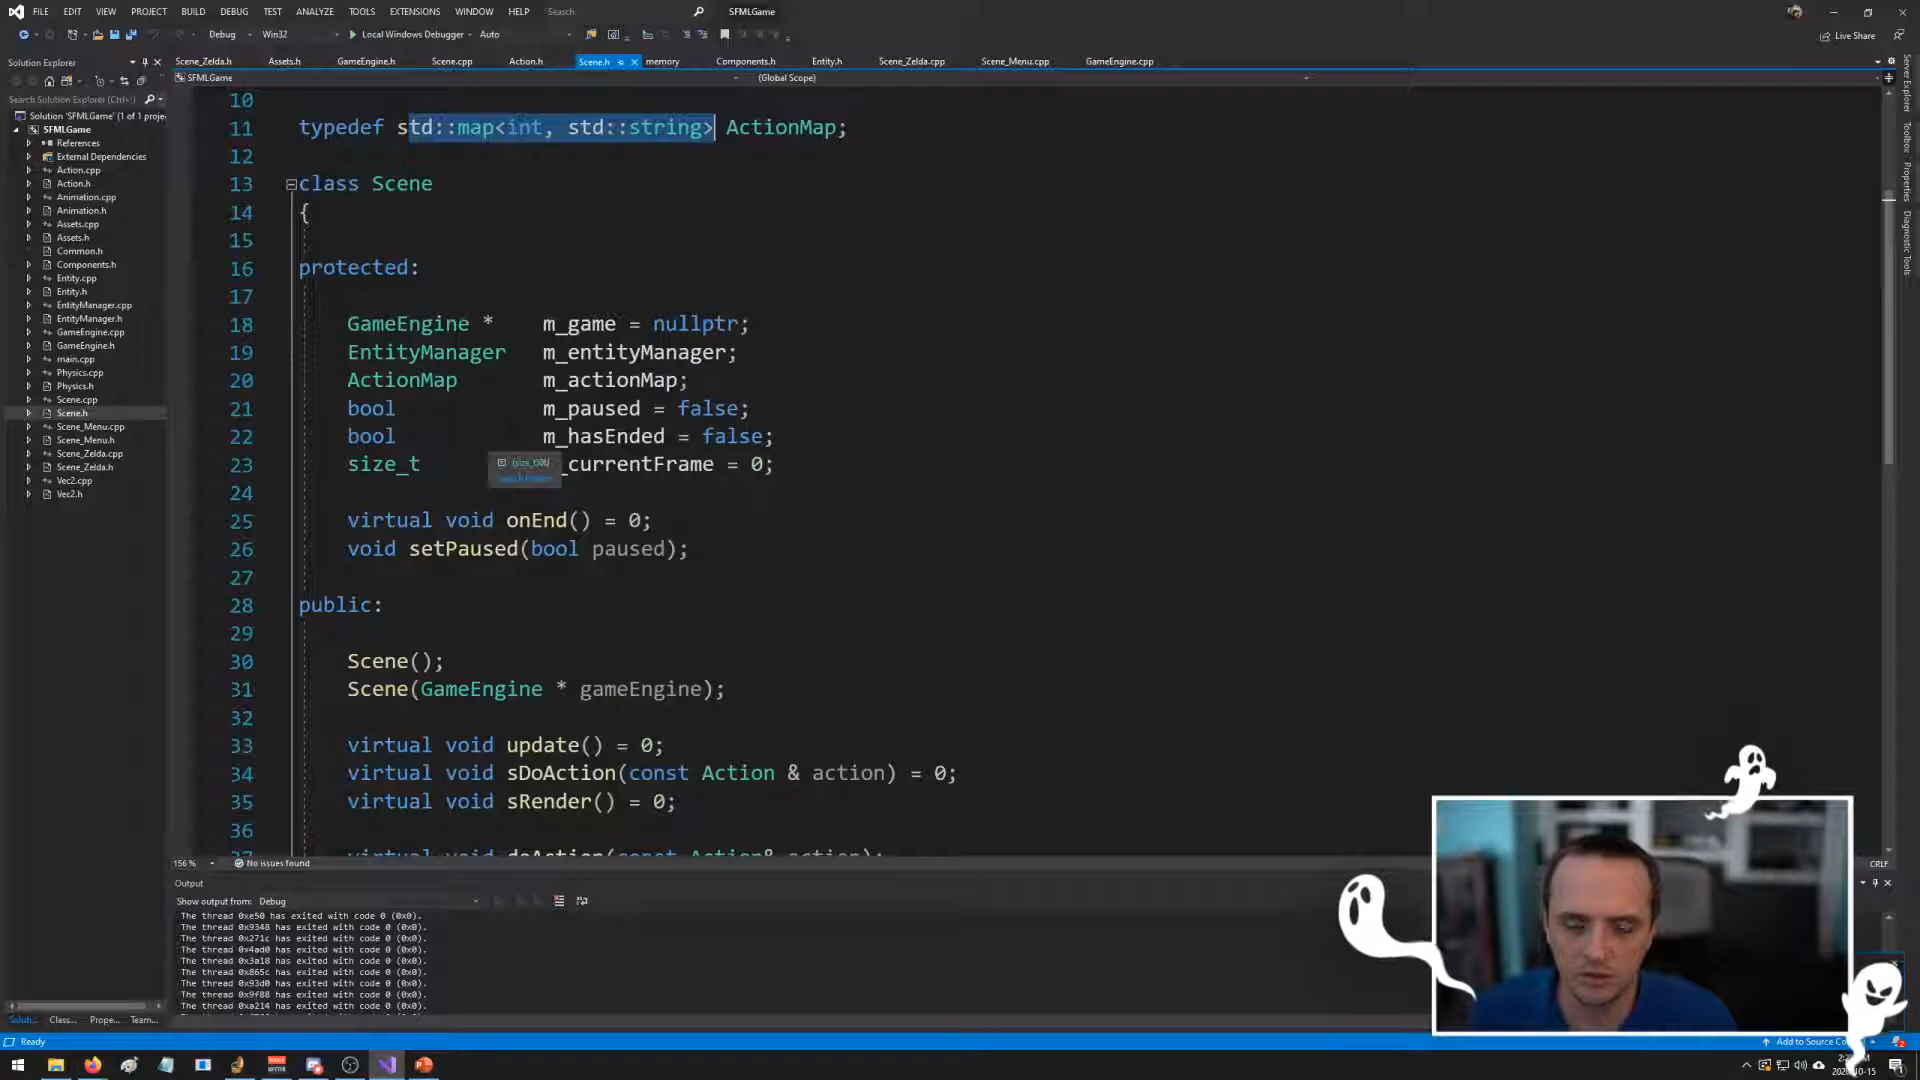 FILE EDIT VIEW PROJECT BUILD DEBUG TEST ANALYZE TOOLS EXTENSIONS WINDOW HELP Search SFMLGame
Debug Win32 Local Windows Debugger Auto Live Share
Solution Explorer
Scene_Zelda.h Assets.h GameEngine.h Scene.cpp Action.h Scene.h memory Components.h Entity.h Scene_Zelda.cpp Scene_Menu.cpp GameEngine.cpp
SFMLGame (Global Scope)
Search Solution Explorer (Ctrl+;)
Solution 'SFMLGame' (1 of 1 proje
SFMLGame
References
External Dependencies
Action.cpp
Action.h
Animation.cpp
Animation.h
Assets.cpp
Assets.h
Common.h
Components.h
Entity.cpp
Entity.h
EntityManager.cpp
EntityManager.h
GameEngine.cpp
GameEngine.h
main.cpp
Physics.cpp
Physics.h
Scene.cpp
Scene.h
Scene_Menu.cpp
Scene_Menu.h
Scene_Zelda.cpp
Scene_Zelda.h
Vec2.cpp
Vec2.h
Solut... Class... Prope... Team...
10
11 typedef std::map<int, std::string> ActionMap;
12
13 class Scene
14 {
15
16 protected:
17
18 GameEngine * m_game = nullptr;
19 EntityManager m_entityManager;
20 ActionMap m_actionMap;
21 bool m_paused = false;
22 bool m_hasEnded = false;
23 size_t _currentFrame = 0;
(size_t)0U
24
25 virtual void onEnd() = 0;
26 void setPaused(bool paused);
27
28 public:
29
30 Scene();
31 Scene(GameEngine * gameEngine);
32
33 virtual void update() = 0;
34 virtual void sDoAction(const Action & action) = 0;
35 virtual void sRender() = 0;
36
37 virtual void doAction(const Action& action);
156 % No issues found CRLF
Output
Show output from: Debug
The thread 0xe50 has exited with code 0 (0x0).
The thread 0x9348 has exited with code 0 (0x0).
The thread 0x271c has exited with code 0 (0x0).
The thread 0x4ad0 has exited with code 0 (0x0).
The thread 0x3a18 has exited with code 0 (0x0).
The thread 0x865c has exited with code 0 (0x0).
The thread 0x93d0 has exited with code 0 (0x0).
The thread 0x9f88 has exited with code 0 (0x0).
The thread 0xa214 has exited with code 0 (0x0).
Server Explorer
Toolbox
Properties
Diagnostic Tools
Ready Add to Source Co